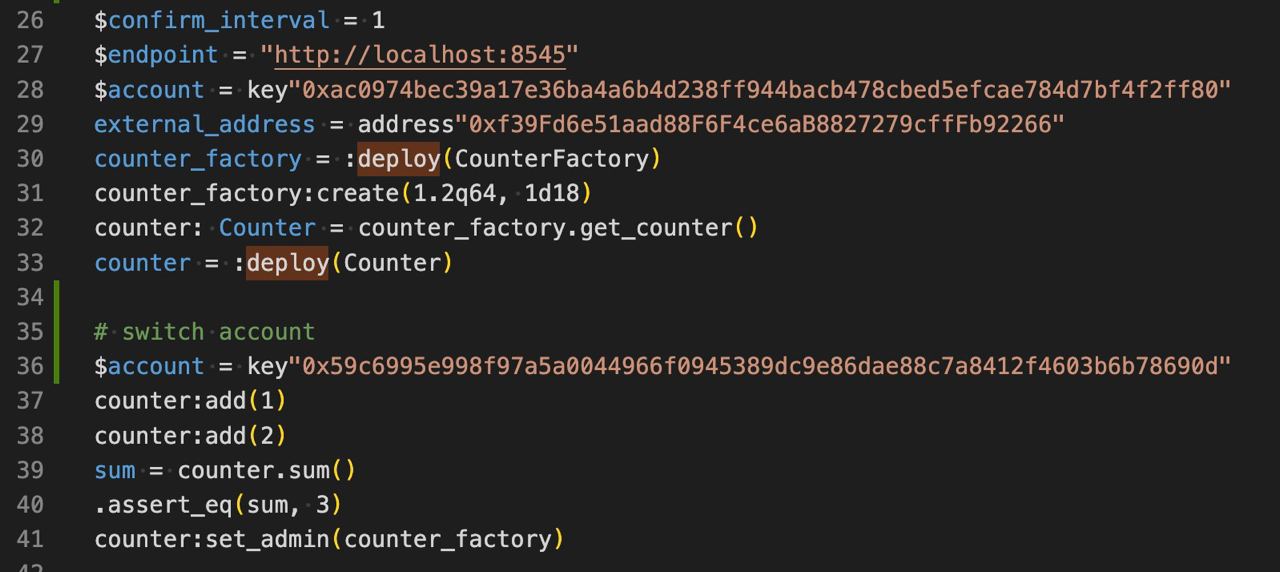 26 $confirm_interval = 1
27 $endpoint = "http://localhost:8545"
28 $account = key"0xac0974bec39a17e36ba4a6b4d238ff944bacb478cbed5efcae784d7bf4f2ff80"
29 external_address = address"0xf39Fd6e51aad88F6F4ce6aB8827279cffFb92266"
30 counter_factory = :deploy(CounterFactory)
31 counter_factory:create(1.2q64, 1d18)
32 counter: Counter = counter_factory.get_counter()
33 counter = :deploy(Counter)
34
35 # switch account
36 $account = key"0x59c6995e998f97a5a0044966f0945389dc9e86dae88c7a8412f4603b6b78690d"
37 counter:add(1)
38 counter:add(2)
39 sum = counter.sum()
40 .assert_eq(sum, 3)
41 counter:set_admin(counter_factory)